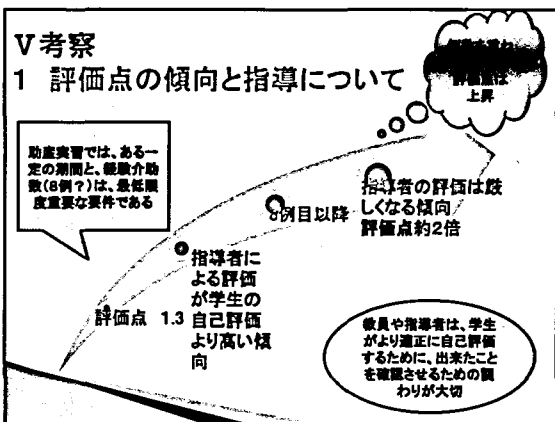 Ⅴ考察
1 評価点の傾向と指導について
評価点は
上昇
助産実習では、ある一
定の期間と、経験介助
数(8例?)は、最低限
度重要な要件である
例目以降
指導者の評価は厳
しくなる傾向
評価点約2倍
指導者に
よる評価
が学生の
自己評価
より高い傾
向
評価点 1.3
教員や指導者は、学生
がより適正に自己評価
するために、出来たこと
を確認させるための関
わりが大切